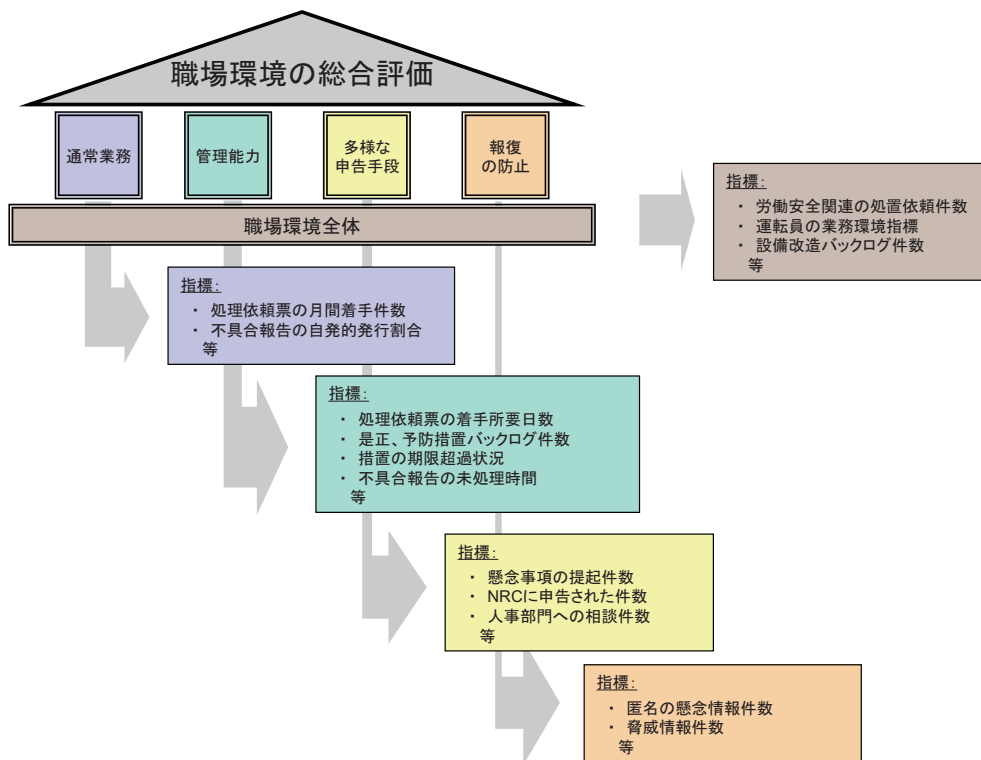 職場環境の総合評価
通常業務
管理能力
多様な
申告手段
報復
の防止
職場環境全体
指標:
・ 労働安全関連の処置依頼件数
・ 運転員の業務環境指標
・ 設備改造バックログ件数
等
指標:
・ 処理依頼票の月間着手件数
・ 不具合報告の自発的発行割合
等
指標:
・ 処理依頼票の着手所要日数
・ 是正、予防措置バックログ件数
・ 措置の期限超過状況
・ 不具合報告の未処理時間
等
指標:
・ 懸念事項の提起件数
・ NRCに申告された件数
・ 人事部門への相談件数
等
指標:
・ 匿名の懸念情報件数
・ 脅威情報件数
等